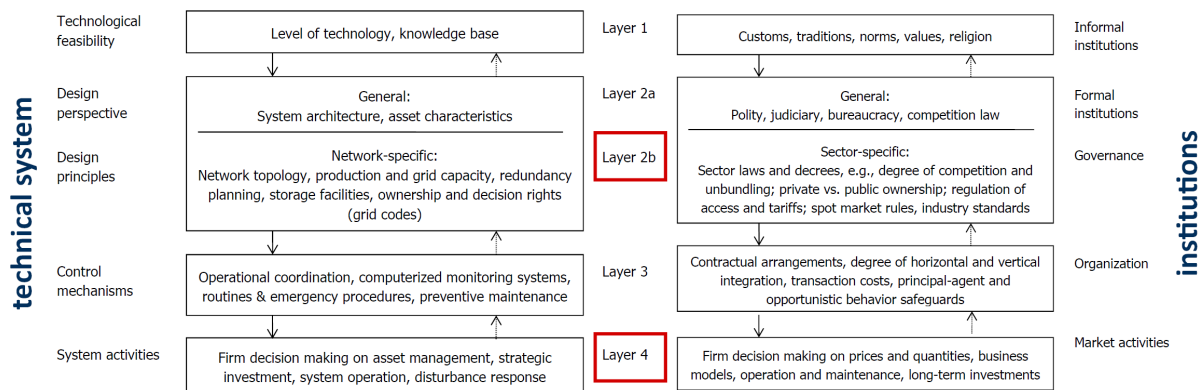 technical system
institutions
Technological
feasibility
Level of technology, knowledge base
Layer 1
Customs, traditions, norms, values, religion
Informal
institutions
Design
perspective
General:
System architecture, asset characteristics
Layer 2a
General:
Polity, judiciary, bureaucracy, competition law
Formal
institutions
Design
principles
Network-specific:
Network topology, production and grid capacity, redundancy
planning, storage facilities, ownership and decision rights
(grid codes)
Layer 2b
Sector-specific:
Sector laws and decrees, e.g., degree of competition and
unbundling; private vs. public ownership; regulation of
access and tariffs; spot market rules, industry standards
Governance
Control
mechanisms
Operational coordination, computerized monitoring systems,
routines & emergency procedures, preventive maintenance
Layer 3
Contractual arrangements, degree of horizontal and vertical
integration, transaction costs, principal-agent and
opportunistic behavior safeguards
Organization
System activities
Firm decision making on asset management, strategic
investment, system operation, disturbance response
Layer 4
Firm decision making on prices and quantities, business
models, operation and maintenance, long-term investments
Market activities